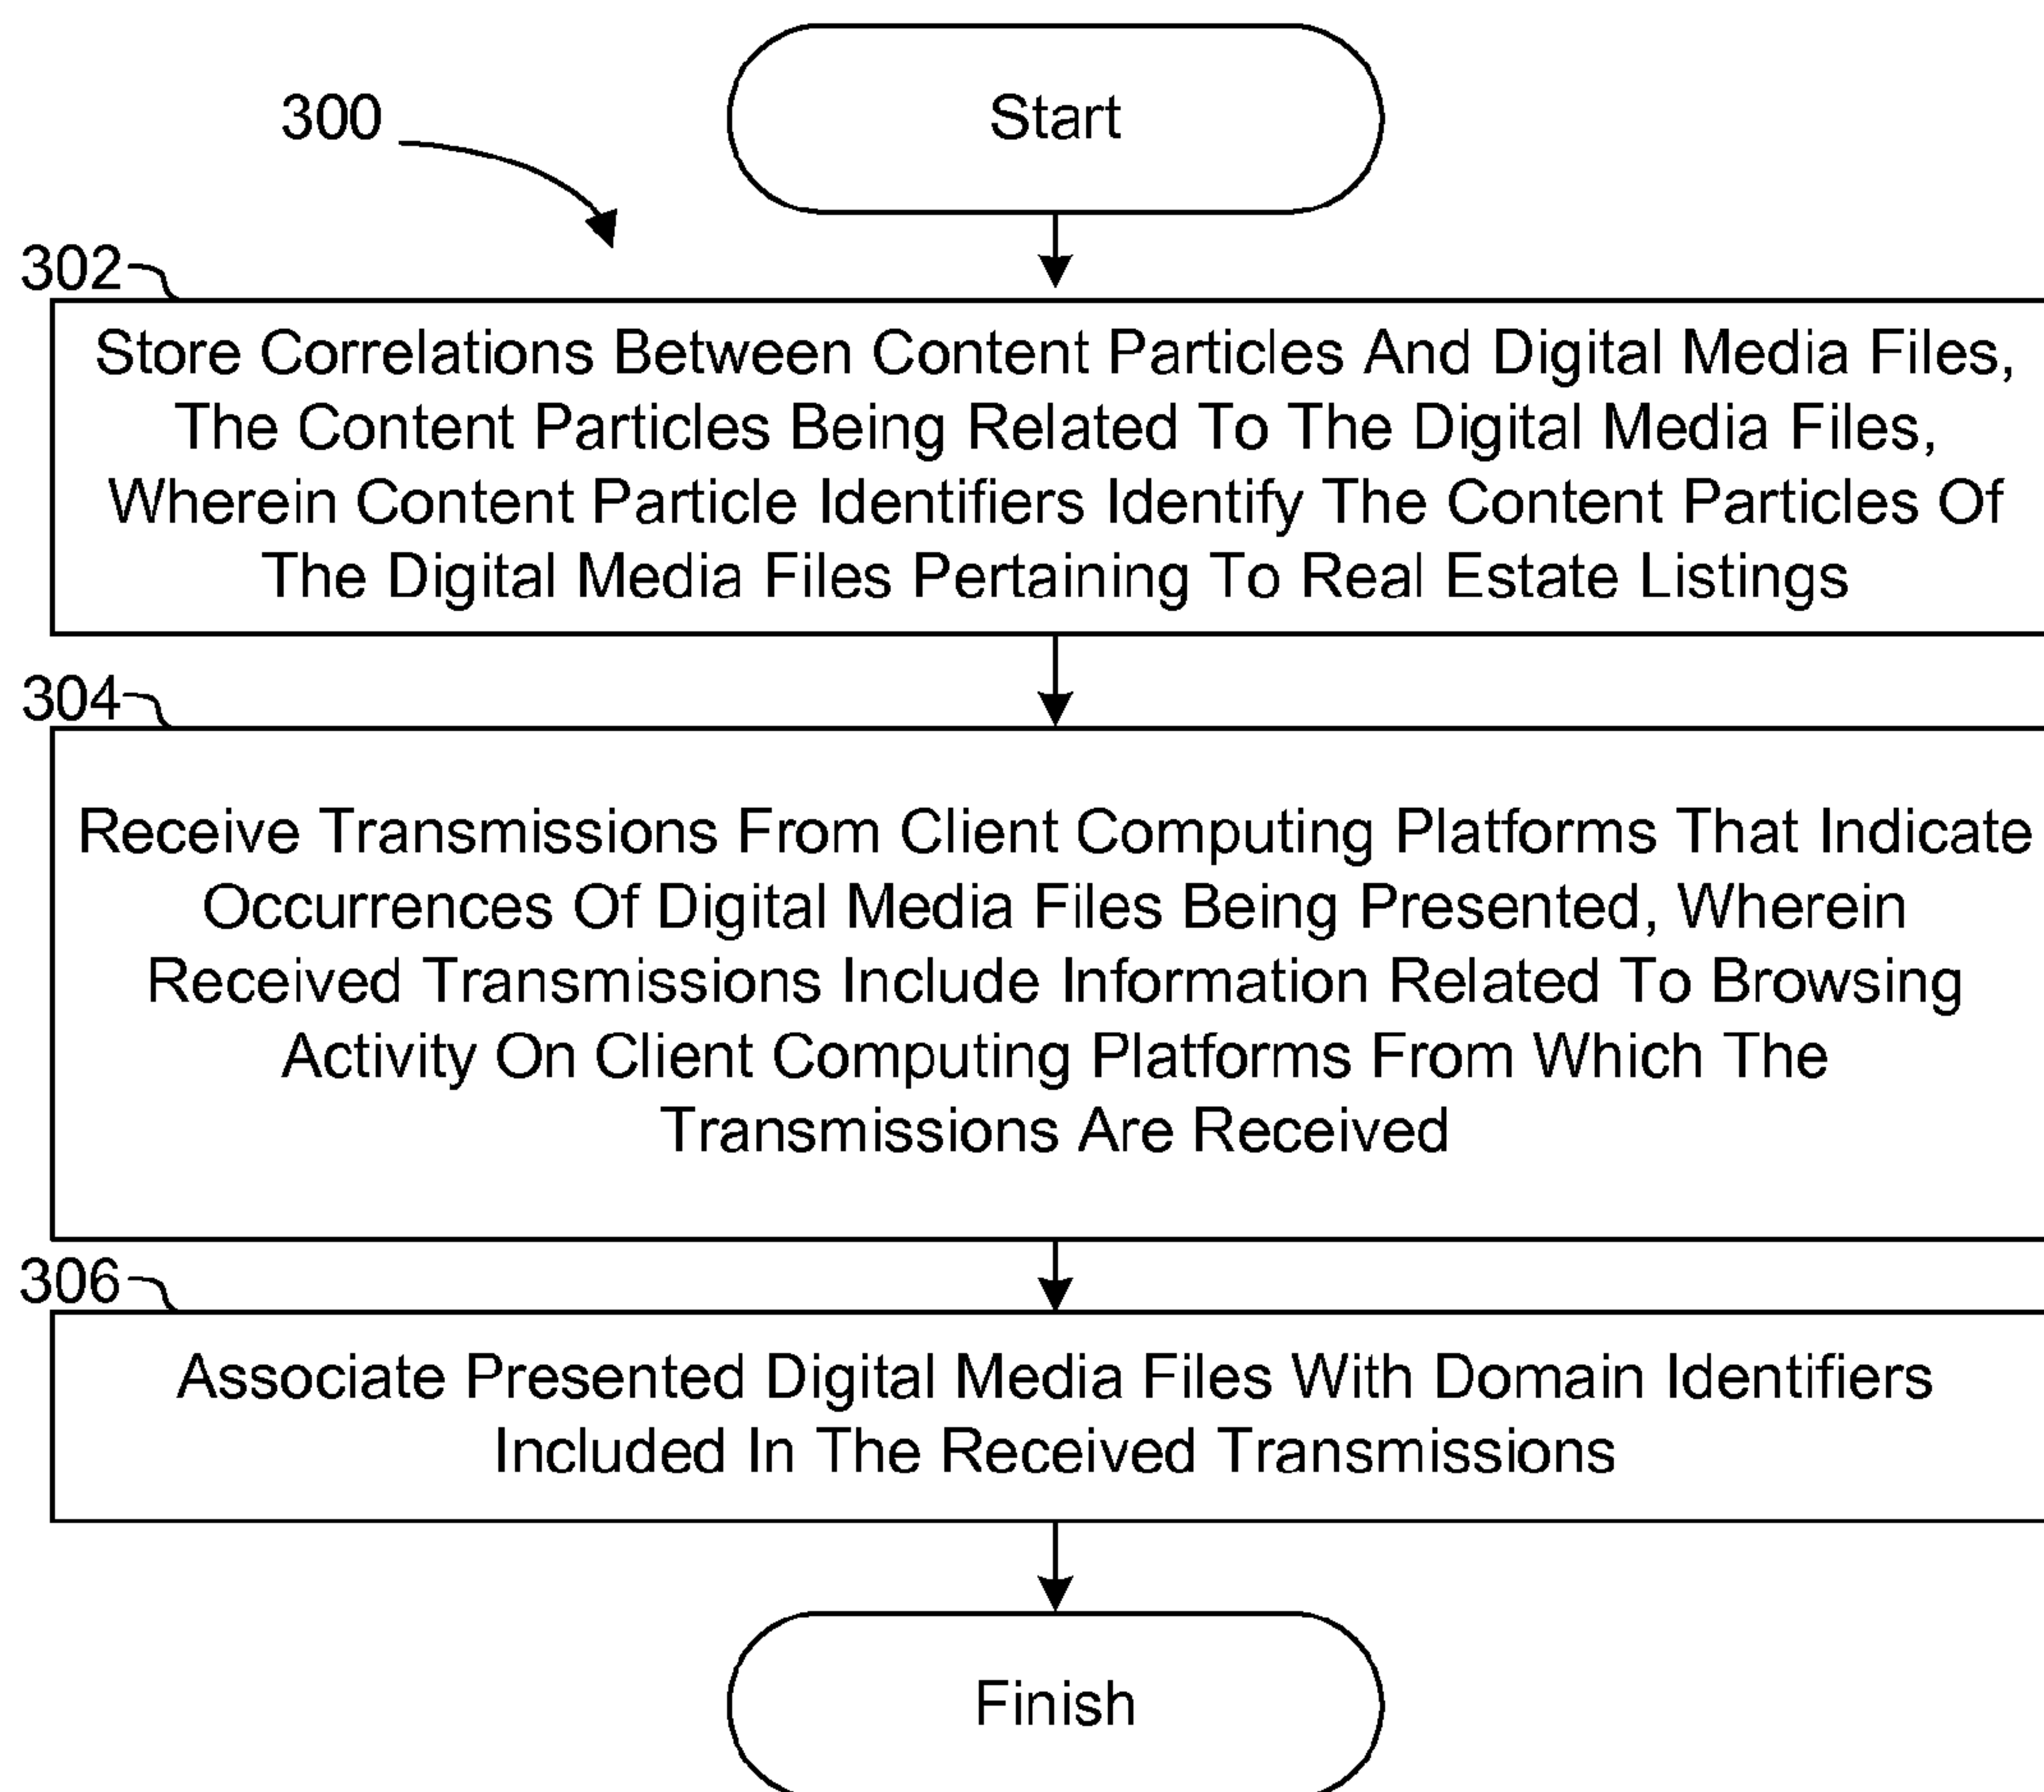 Start
300
302
Store Correlations Between Content Particles And Digital Media Files,
The Content Particles Being Related To The Digital Media Files,
Wherein Content Particle Identifiers Identify The Content Particles Of
The Digital Media Files Pertaining To Real Estate Listings
304
Receive Transmissions From Client Computing Platforms That Indicate
Occurrences Of Digital Media Files Being Presented, Wherein
Received Transmissions Include Information Related To Browsing
Activity On Client Computing Platforms From Which The
Transmissions Are Received
306
Associate Presented Digital Media Files With Domain Identifiers
Included In The Received Transmissions
Finish